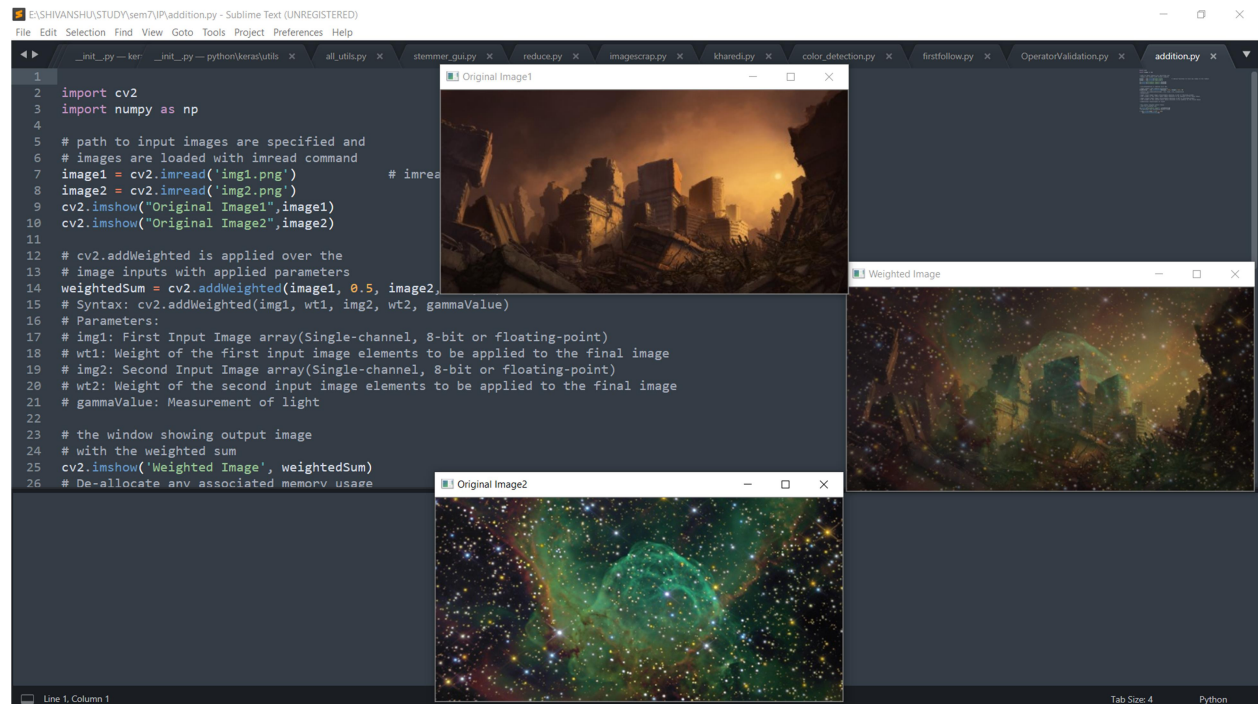 E:\SHIVANSHU\STUDY\sem7\IP\addition.py - Sublime Text (UNREGISTERED)
File Edit Selection Find View Goto Tools Project Preferences Help
__init__.py — ker: __init__.py — python\keras\utils all_utils.py stemmer_gui.py reduce.py imagescrap.py kharedi.py color_detection.py firstfollow.py OperatorValidation.py addition.py
Original Image1
1
2 import cv2
3 import numpy as np
4
5 # path to input images are specified and
6 # images are loaded with imread command
7 image1 = cv2.imread('img1.png') # imrea
8 image2 = cv2.imread('img2.png')
9 cv2.imshow("Original Image1",image1)
10 cv2.imshow("Original Image2",image2)
11
12 # cv2.addWeighted is applied over the
13 # image inputs with applied parameters
Weighted Image
14 weightedSum = cv2.addWeighted(image1, 0.5, image2,
15 # Syntax: cv2.addWeighted(img1, wt1, img2, wt2, gammaValue)
16 # Parameters:
17 # img1: First Input Image array(Single-channel, 8-bit or floating-point)
18 # wt1: Weight of the first input image elements to be applied to the final image
19 # img2: Second Input Image array(Single-channel, 8-bit or floating-point)
20 # wt2: Weight of the second input image elements to be applied to the final image
21 # gammaValue: Measurement of light
22
23 # the window showing output image
24 # with the weighted sum
25 cv2.imshow('Weighted Image', weightedSum)
26 # De-allocate any associated memory usage
Original Image2
Line 1, Column 1
Tab Size: 4
Python